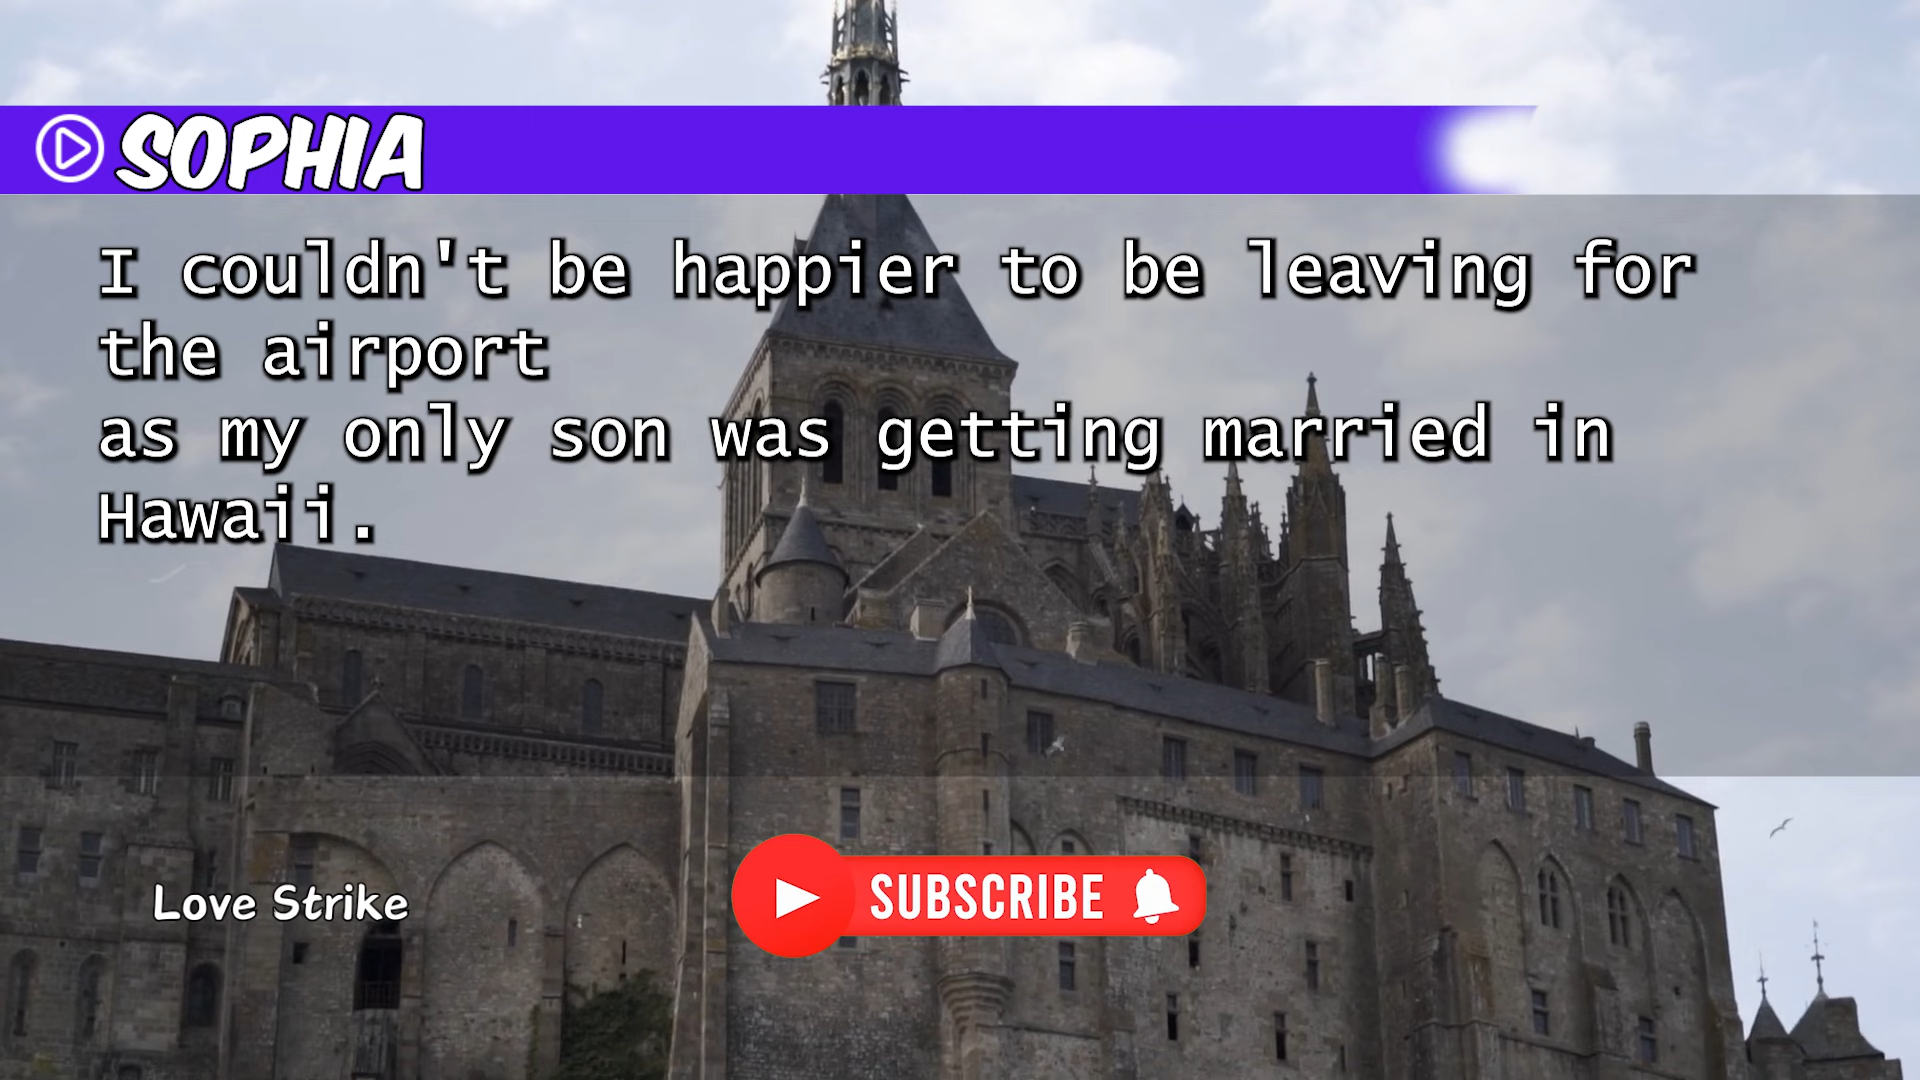 SOPHIA
I couldn't be happier to be leaving for
the airport
as my only son was getting married in
Hawaii.
Love Strike
SUBSCRIBE